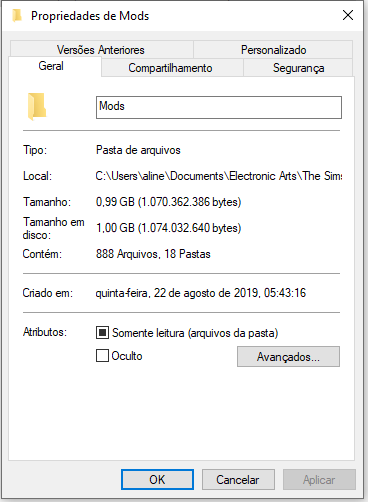 Propriedades de Mods
Versões Anteriores
Personalizado
Geral
Compartilhamento
Segurança
Mods
Tipo:
Pasta de arquivos
Local:
C:\Users\aline\Documents\Electronic Arts\The Sims
Tamanho:
0,99 GB (1.070.362.386 bytes)
Tamanho em
disco:
1,00 GB (1.074.032.640 bytes)
Contém:
888 Arquivos, 18 Pastas
Criado em:
quinta-feira, 22 de agosto de 2019, 05:43:16
Atributos:
Somente leitura (arquivos da pasta)
Oculto
Avançados...
OK
Cancelar
Aplicar